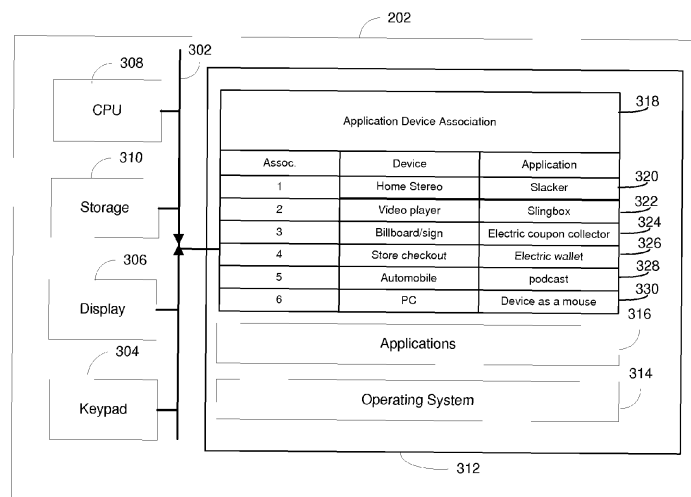 202
302
308
CPU
318
Application Device Association
310
Storage
Assoc. Device Application
1 Home Stereo Slacker 320
2 Video player Slingbox 322
3 Billboard/sign Electric coupon collector 324
4 Store checkout Electric wallet 326
5 Automobile podcast 328
6 PC Device as a mouse 330
306
Display
316
Applications
304
Keypad
314
Operating System
312